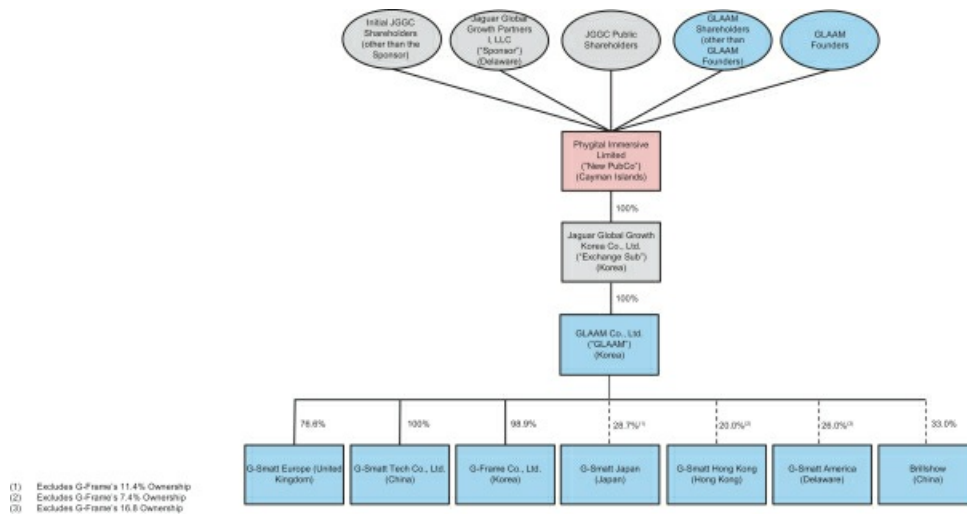 Initial JGGC
Shareholders
(other than the
Sponsor)
Jaguar Global
Growth Partners
I, LLC
("Sponsor")
(Delaware)
JGGC Public
Shareholders
GLAAM
Shareholders
(other than
GLAAM
Founders)
GLAAM
Founders
Phygital Immersive
Limited
("New PubCo")
(Cayman Islands)
100%
Jaguar Global Growth
Korea Co., Ltd.
("Exchange Sub")
(Korea)
100%
GLAAM Co., Ltd.
("GLAAM")
(Korea)
76.6%
100%
98.9%
28.7%(1)
20.0%(2)
26.0%(3)
33.0%
G-Smatt Europe (United
Kingdom)
G-Smatt Tech Co., Ltd.
(China)
G-Frame Co., Ltd.
(Korea)
G-Smatt Japan
(Japan)
G-Smatt Hong Kong
(Hong Kong)
G-Smatt America
(Delaware)
Brillshow
(China)
(1) Excludes G-Frame's 11.4% Ownership
(2) Excludes G-Frame's 7.4% Ownership
(3) Excludes G-Frame's 16.8 Ownership